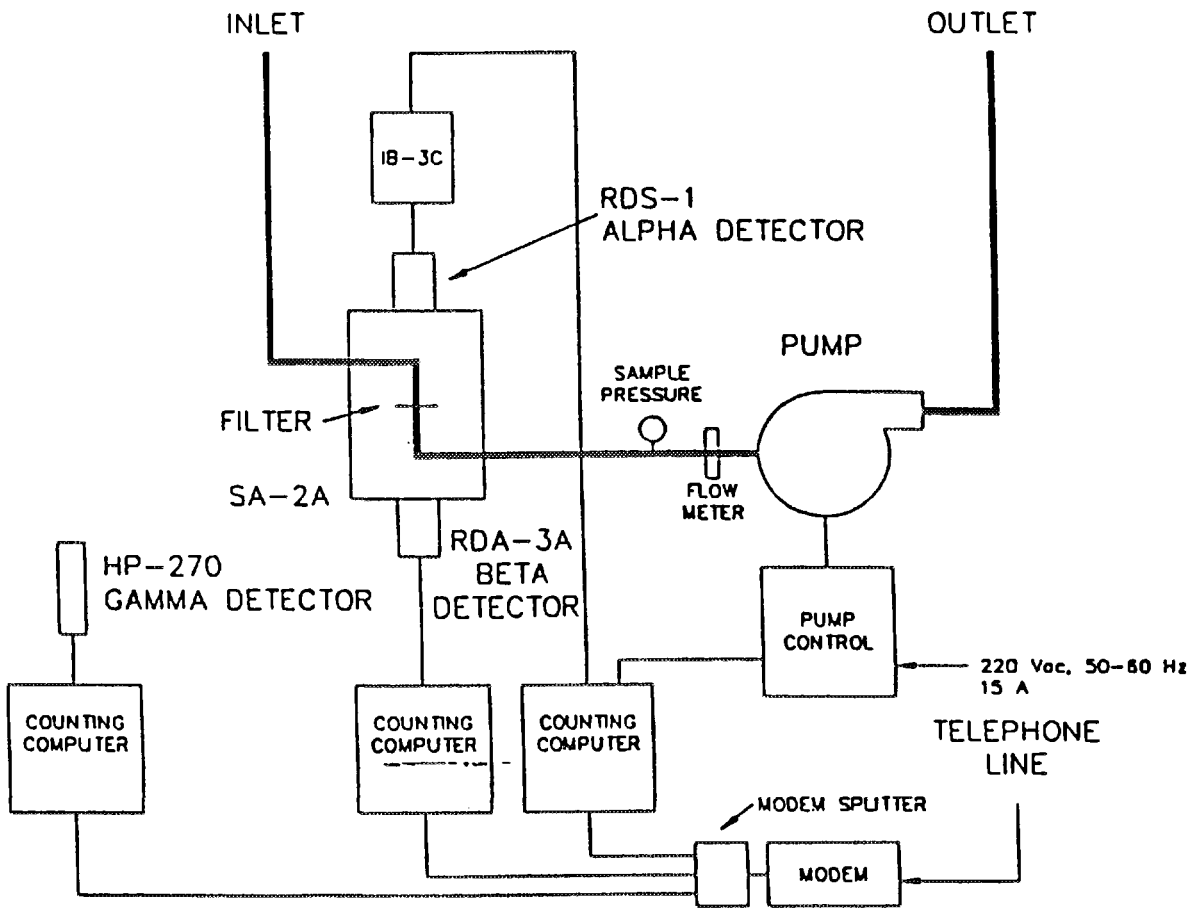 INLET
OUTLET
IB-3C
RDS-1
ALPHA DETECTOR
PUMP
SAMPLE
PRESSURE
FILTER
SA-2A
FLOW
METER
RDA-3A
BETA
DETECTOR
HP-270
GAMMA DETECTOR
PUMP
CONTROL
220 Vac, 50-60 Hz
15 A
COUNTING
COMPUTER
COUNTING
COMPUTER
COUNTING
COMPUTER
TELEPHONE
LINE
MODEM SPLITTER
MODEM